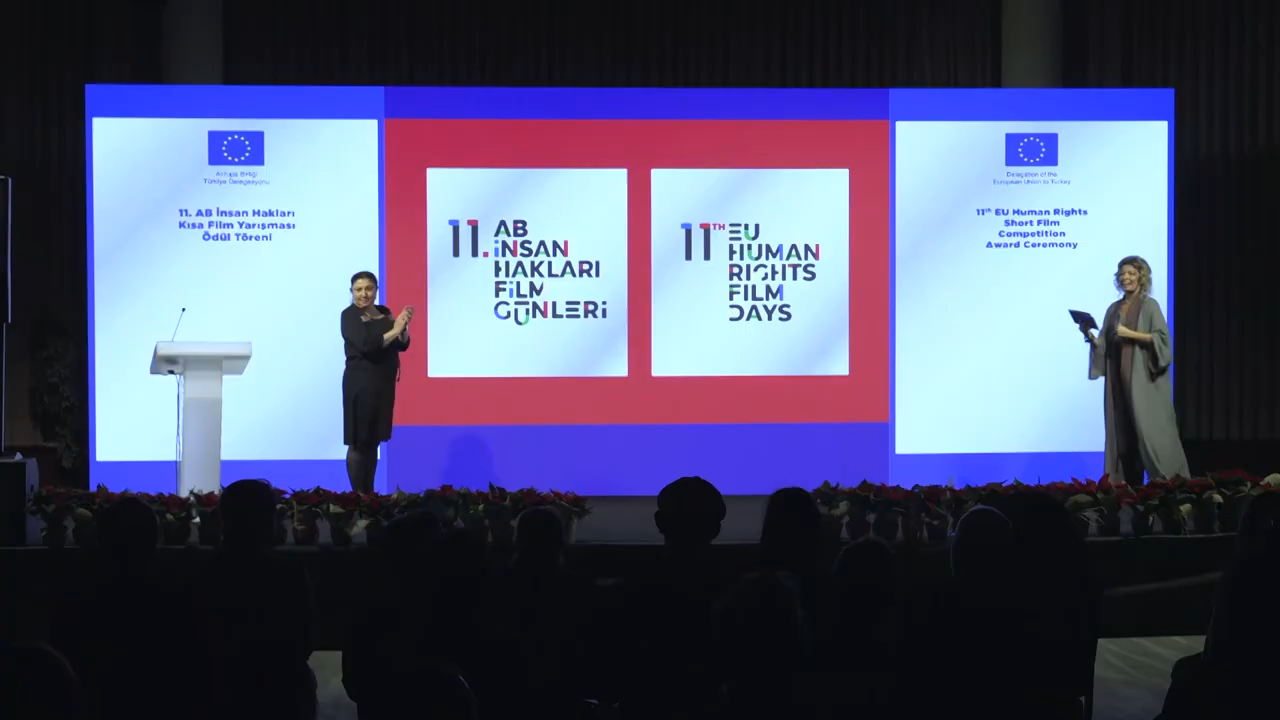 Avrupa Birliği
Türkiye Delegasyonu
11. AB İnsan Hakları
Kısa Film Yarışması
Ödül Töreni
11. AB
İNSAN
HAKLARI
FİLM
GÜNLERİ
11TH EU
HUMAN
RIGHTS
FILM
DAYS
Delegation of the
European Union to Turkey
11th EU Human Rights
Short Film
Competition
Award Ceremony